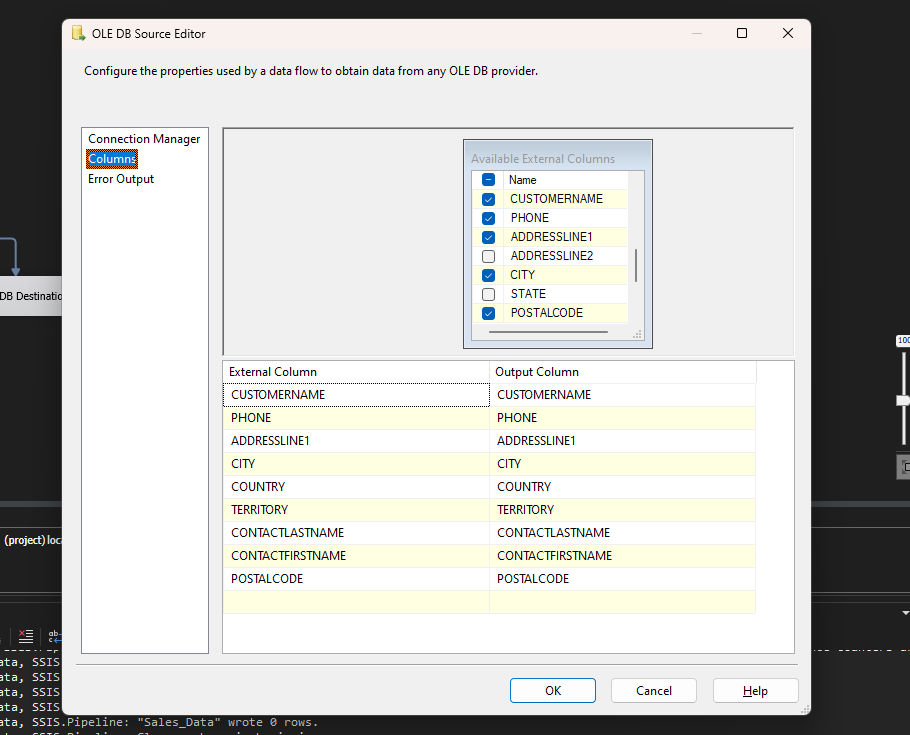 OLE DB Source Editor
Configure the properties used by a data flow to obtain data from any OLE DB provider.
Connection Manager
Columns
Error Output
Available External Columns
Name
CUSTOMERNAME
PHONE
ADDRESSLINE1
ADDRESSLINE2
CITY
STATE
POSTALCODE
DB Destinatio
100
External Column Output Column
CUSTOMERNAME CUSTOMERNAME
PHONE PHONE
ADDRESSLINE1 ADDRESSLINE1
CITY CITY
COUNTRY COUNTRY
TERRITORY TERRITORY
CONTACTLASTNAME CONTACTLASTNAME
CONTACTFIRSTNAME CONTACTFIRSTNAME
POSTALCODE POSTALCODE
(project) loca
OK Cancel Help
ata, SSIS
ata, SSIS
ata, SSIS
ata, SSIS
ata, SSIS.Pipeline: "Sales_Data" wrote 0 rows.